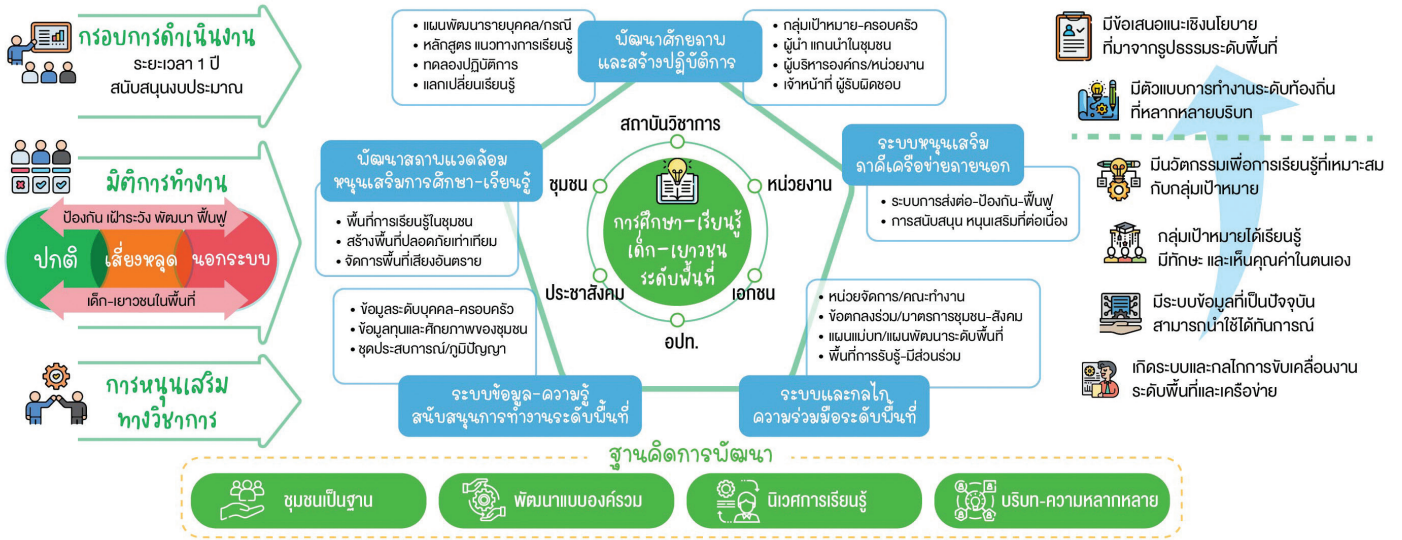 กรอบการดำเนินงาน
ระยะเวลา 1 ปี
สนับสนุนงบประมาณ
มิติการทำงาน
ป้องกัน เฝ้าระวัง พัฒนา ฟื้นฟู
ปกติ
เสี่ยงหลุด
นอกระบบ
เด็ก-เยาวชนในพื้นที่
การหนุนเสริม
ทางวิชาการ
• แผนพัฒนารายบุคคล/กรณี
• หลักสูตร แนวทางการเรียนรู้
• ทดลองปฏิบัติการ
• แลกเปลี่ยนเรียนรู้
พัฒนาศักยภาพ
และสร้างปฏิบัติการ
• กลุ่มเป้าหมาย-ครอบครัว
• ผู้นำ แกนนำในชุมชน
• ผู้บริหารองค์กร/หน่วยงาน
• เจ้าหน้าที่ ผู้รับผิดชอบ
พัฒนาสภาพแวดล้อม
หนุนเสริมการศึกษา-เรียนรู้
• พื้นที่การเรียนรู้ในชุมชน
• สร้างพื้นที่ปลอดภัยเท่าเทียม
• จัดการพื้นที่เสี่ยงอันตราย
สถาบันวิชาการ
ชุมชน
หน่วยงาน
การศึกษา-เรียนรู้
เด็ก-เยาวชน
ระดับพื้นที่
ประชาสังคม
เอกชน
อปท.
ระบบหนุนเสริม
ภาคีเครือข่ายภายนอก
• ระบบการส่งต่อ-ป้องกัน-ฟื้นฟู
• การสนับสนุน หนุนเสริมที่ต่อเนื่อง
• ข้อมูลระดับบุคคล-ครอบครัว
• ข้อมูลทุนและศักยภาพของชุมชน
• ชุดประสบการณ์/ภูมิปัญญา
ระบบข้อมูล-ความรู้
สนับสนุนการทำงานระดับพื้นที่
• หน่วยจัดการ/คณะทำงาน
• ข้อตกลงร่วม/มาตรการชุมชน-สังคม
• แผนแม่บท/แผนพัฒนาระดับพื้นที่
• พื้นที่การรับรู้-มีส่วนร่วม
ระบบและกลไก
ความร่วมมือระดับพื้นที่
มีข้อเสนอแนะเชิงนโยบาย
ที่มาจากรูปธรรมระดับพื้นที่
มีตัวแบบการทำงานระดับท้องถิ่น
ที่หลากหลายบริบท
มีนวัตกรรมเพื่อการเรียนรู้ที่เหมาะสม
กับกลุ่มเป้าหมาย
กลุ่มเป้าหมายได้เรียนรู้
มีทักษะ และเห็นคุณค่าในตนเอง
มีระบบข้อมูลที่เป็นปัจจุบัน
สามารถนำใช้ได้ทันการณ์
เกิดระบบและกลไกการขับเคลื่อนงาน
ระดับพื้นที่และเครือข่าย
ฐานคิดการพัฒนา
ชุมชนเป็นฐาน
พัฒนาแบบองค์รวม
นิเวศการเรียนรู้
บริบท-ความหลากหลาย